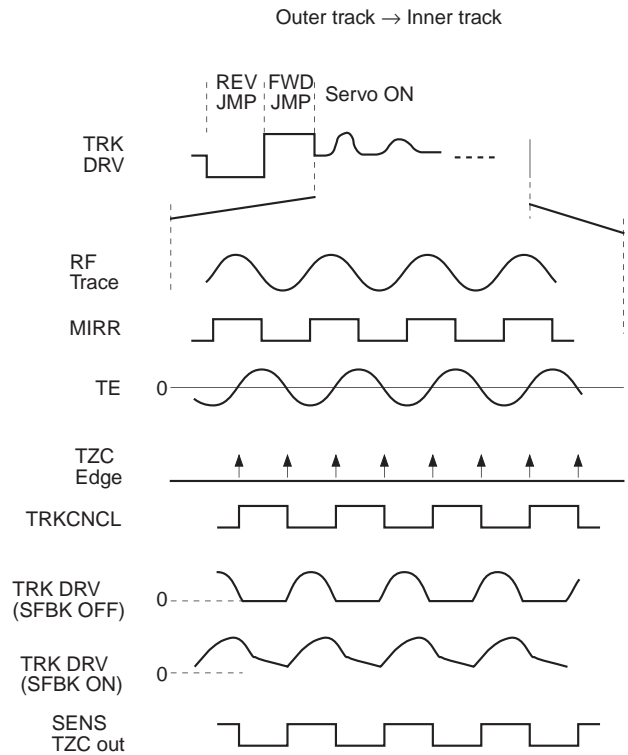 Outer track → Inner track
REV FWD
JMP JMP
Servo ON
TRK
DRV
RF
Trace
MIRR
TE
0
TZC
Edge
TRKCNCL
TRK DRV
(SFBK OFF)
0
TRK DRV
(SFBK ON)
0
SENS
TZC out